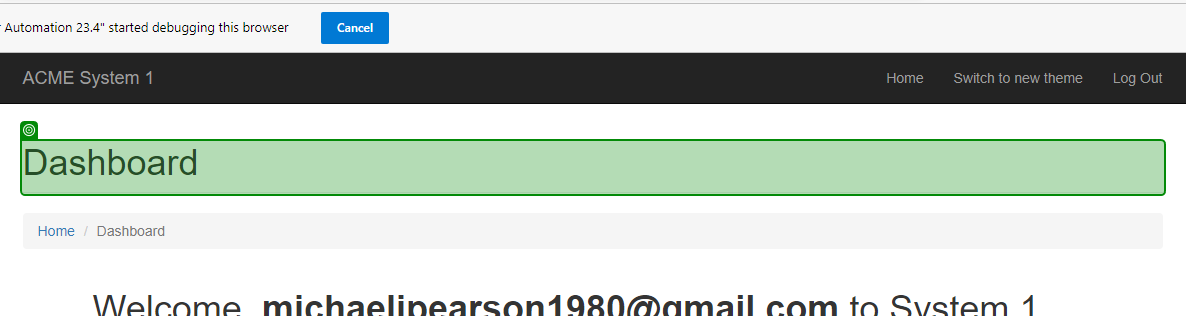 Automation 23.4" started debugging this browser Cancel
ACME System 1 Home Switch to new theme Log Out
Dashboard
Home / Dashboard
Welcome, michaeljpearson1980@gmail.com to System 1